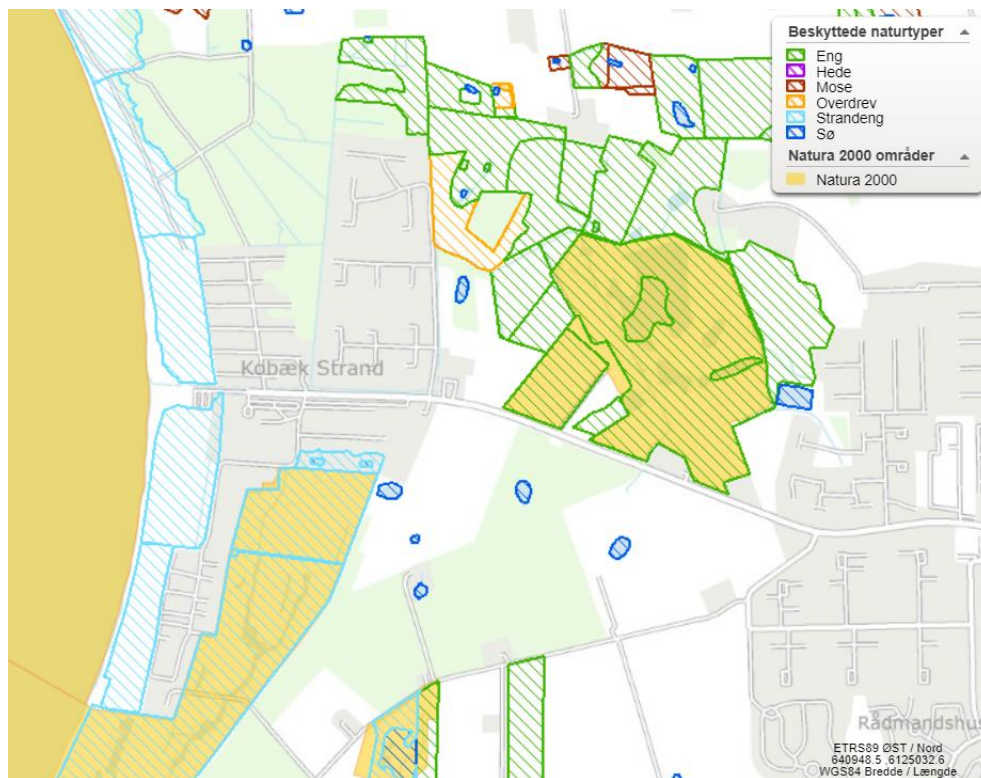 Beskyttede naturtyper
Eng
Hede
Mose
Overdrev
Strandeng
Sø
Natura 2000 områder
Natura 2000
Kobæk Strand
Rådmandshus
ETRS89 ØST / Nord
640948.5 ,6125032.6
WGS84 Bredde / Længde